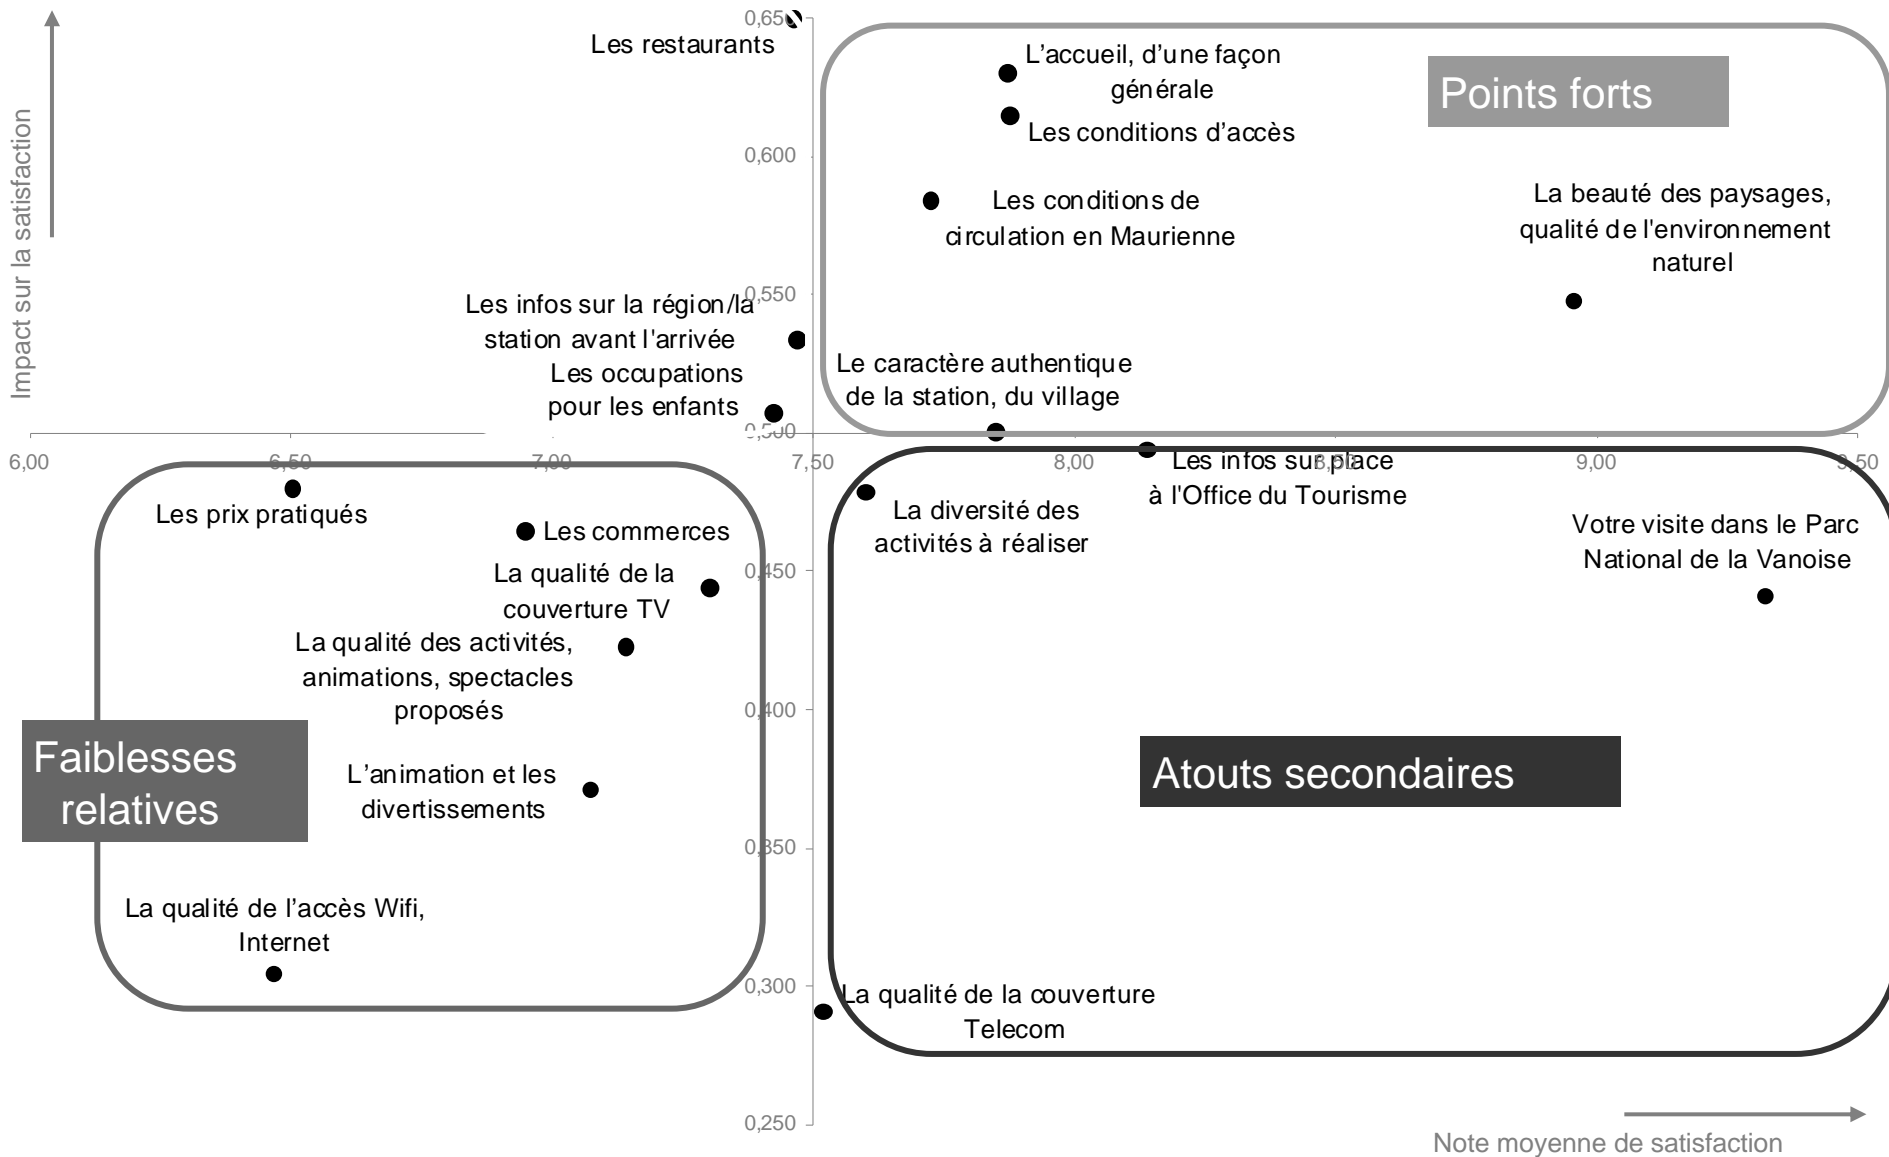 0,650
Les restaurants
L'accueil, d'une façon
générale
Points forts
Les conditions d'accès
0,600
Impact sur la satisfaction
Les conditions de
circulation en Maurienne
La beauté des paysages,
qualité de l'environnement
naturel
0,550
Les infos sur la région/la
station avant l'arrivée
Les occupations
pour les enfants
Le caractère authentique
de la station, du village
0,500
6,00
6,50
7,00
7,50
8,00
8,50
9,00
9,50
Les infos sur place
à l'Office du Tourisme
Les prix pratiqués
Les commerces
La diversité des
activités à réaliser
Votre visite dans le Parc
National de la Vanoise
0,450
La qualité de la
couverture TV
La qualité des activités,
animations, spectacles
proposés
0,400
Faiblesses
relatives
L'animation et les
divertissements
Atouts secondaires
0,350
La qualité de l'accès Wifi,
Internet
0,300
La qualité de la couverture
Telecom
0,250
Note moyenne de satisfaction